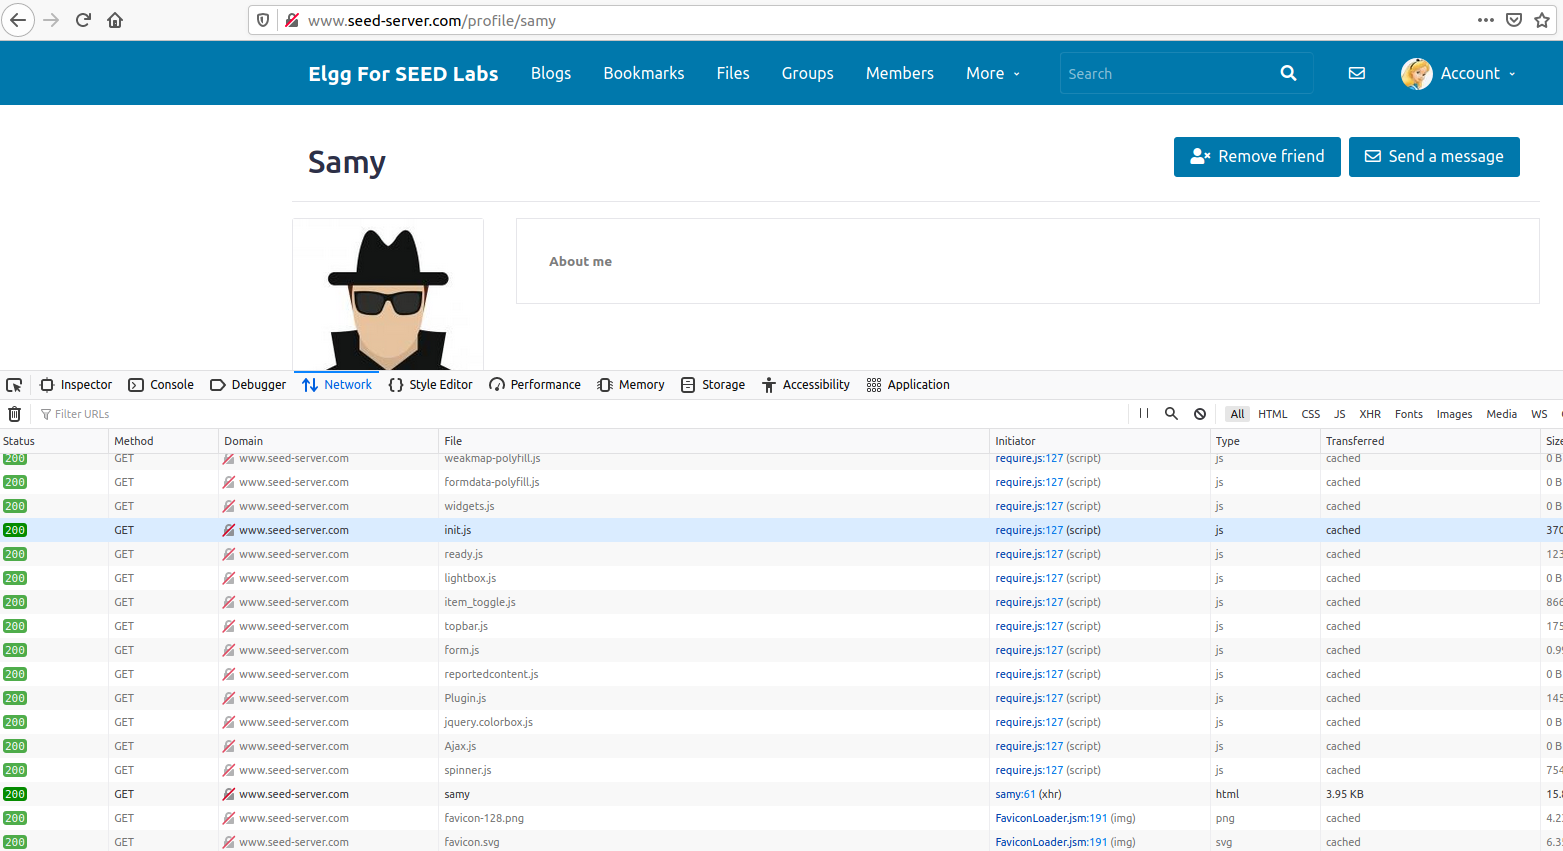 www.seed-server.com/profile/samy
Elgg For SEED Labs Blogs Bookmarks Files Groups Members More Search Account
Samy Remove friend Send a message
About me
Inspector Console Debugger Network Style Editor Performance Memory Storage Accessibility Application
Filter URLs All HTML CSS JS XHR Fonts Images Media WS
Status Method Domain File Initiator Type Transferred
200 GET www.seed-server.com weakmap-polyfill.js require.js:127 (script) js cached 0 B
200 GET www.seed-server.com formdata-polyfill.js require.js:127 (script) js cached 0 B
200 GET www.seed-server.com widgets.js require.js:127 (script) js cached 0 B
200 GET www.seed-server.com init.js require.js:127 (script) js cached 370
200 GET www.seed-server.com ready.js require.js:127 (script) js cached 123
200 GET www.seed-server.com lightbox.js require.js:127 (script) js cached 0 B
200 GET www.seed-server.com item_toggle.js require.js:127 (script) js cached 866
200 GET www.seed-server.com topbar.js require.js:127 (script) js cached 175
200 GET www.seed-server.com form.js require.js:127 (script) js cached 0.99
200 GET www.seed-server.com reportedcontent.js require.js:127 (script) js cached 0 B
200 GET www.seed-server.com Plugin.js require.js:127 (script) js cached 145
200 GET www.seed-server.com jquery.colorbox.js require.js:127 (script) js cached 0 B
200 GET www.seed-server.com Ajax.js require.js:127 (script) js cached 0 B
200 GET www.seed-server.com spinner.js require.js:127 (script) js cached 754
200 GET www.seed-server.com samy samy:61 (xhr) html 3.95 KB 15.8
200 GET www.seed-server.com favicon-128.png FaviconLoader.jsm:191 (img) png cached 4.2
200 GET www.seed-server.com favicon.svg FaviconLoader.jsm:191 (img) svg cached 6.3